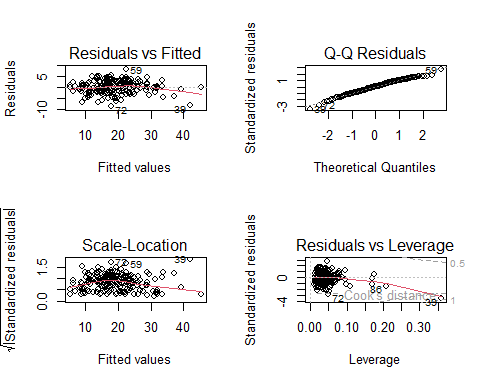 Residuals vs Fitted
Residuals
5
-10
59
72
39
10 20 30 40
Fitted values
Q-Q Residuals
Standardized residuals
1
-3
59
39
72
-2 -1 0 1 2
Theoretical Quantiles
Scale-Location
√|Standardized residuals|
1.5
0.0
72
59
39
10 20 30 40
Fitted values
Residuals vs Leverage
Standardized residuals
0
-4
0.5
1
86
Cook's distance
72
39
0.00 0.10 0.20 0.30
Leverage